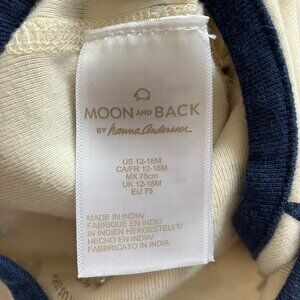 MOON AND BACK
BY hanna andersson
US 12-18M
CA/FR 12-18M
MX 75cm
UK 12-18M
EU 75
MADE IN INDIA/
FABRIQUÉ EN INDE/
IN INDIEN HERGESTELLT/
HECHO EN INDIA/
FABBRICATO IN INDIA